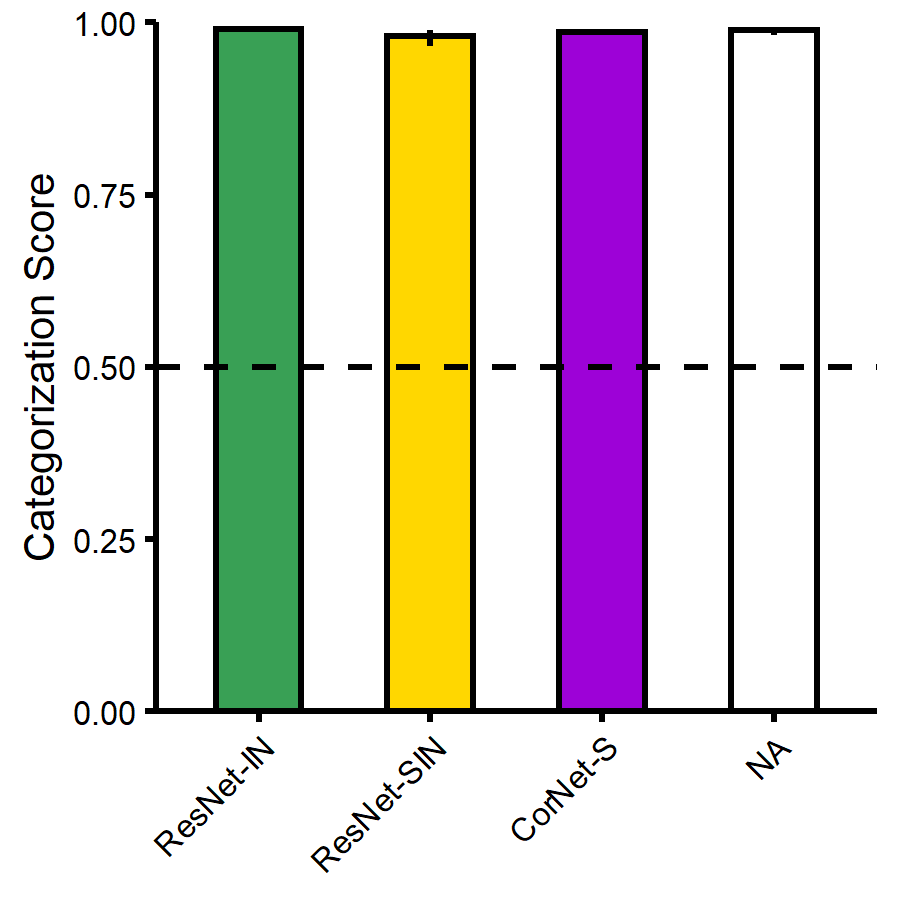 Categorization Score
1.00
0.75
0.50
0.25
0.00
ResNet-IN
ResNet-SIN
CorNet-S
NA